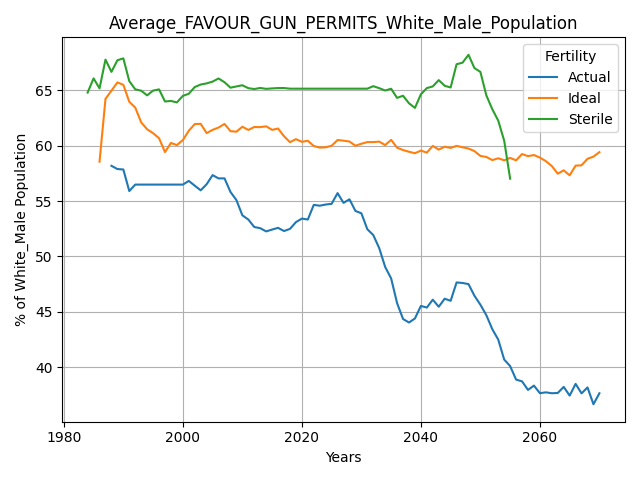 Average_FAVOUR_GUN_PERMITS_White_Male_Population
% of White_Male Population
65
60
55
50
45
40
1980
2000
2020
2040
2060
Years
Fertility
Actual
Ideal
Sterile